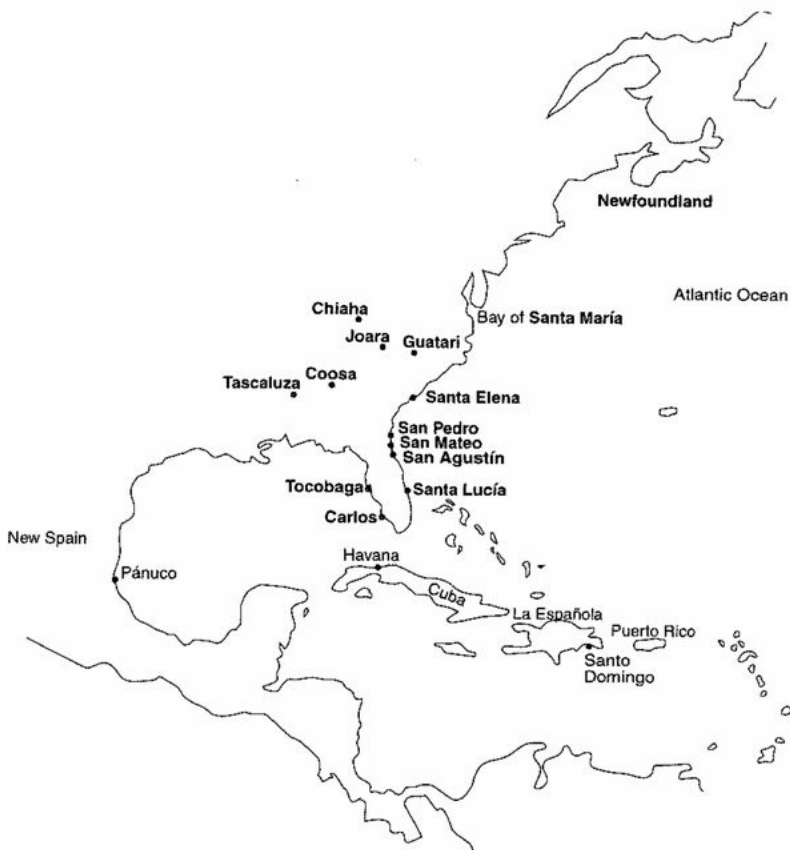 Newfoundland
Atlantic Ocean
Bay of Santa María
Chiaha
Joara
Guatari
Coosa
Tascaluza
Santa Elena
San Pedro
San Mateo
San Agustín
Tocobaga
Santa Lucía
Carlos
New Spain
Havana
Pánuco
Cuba
La Española
Puerto Rico
Santo
Domingo